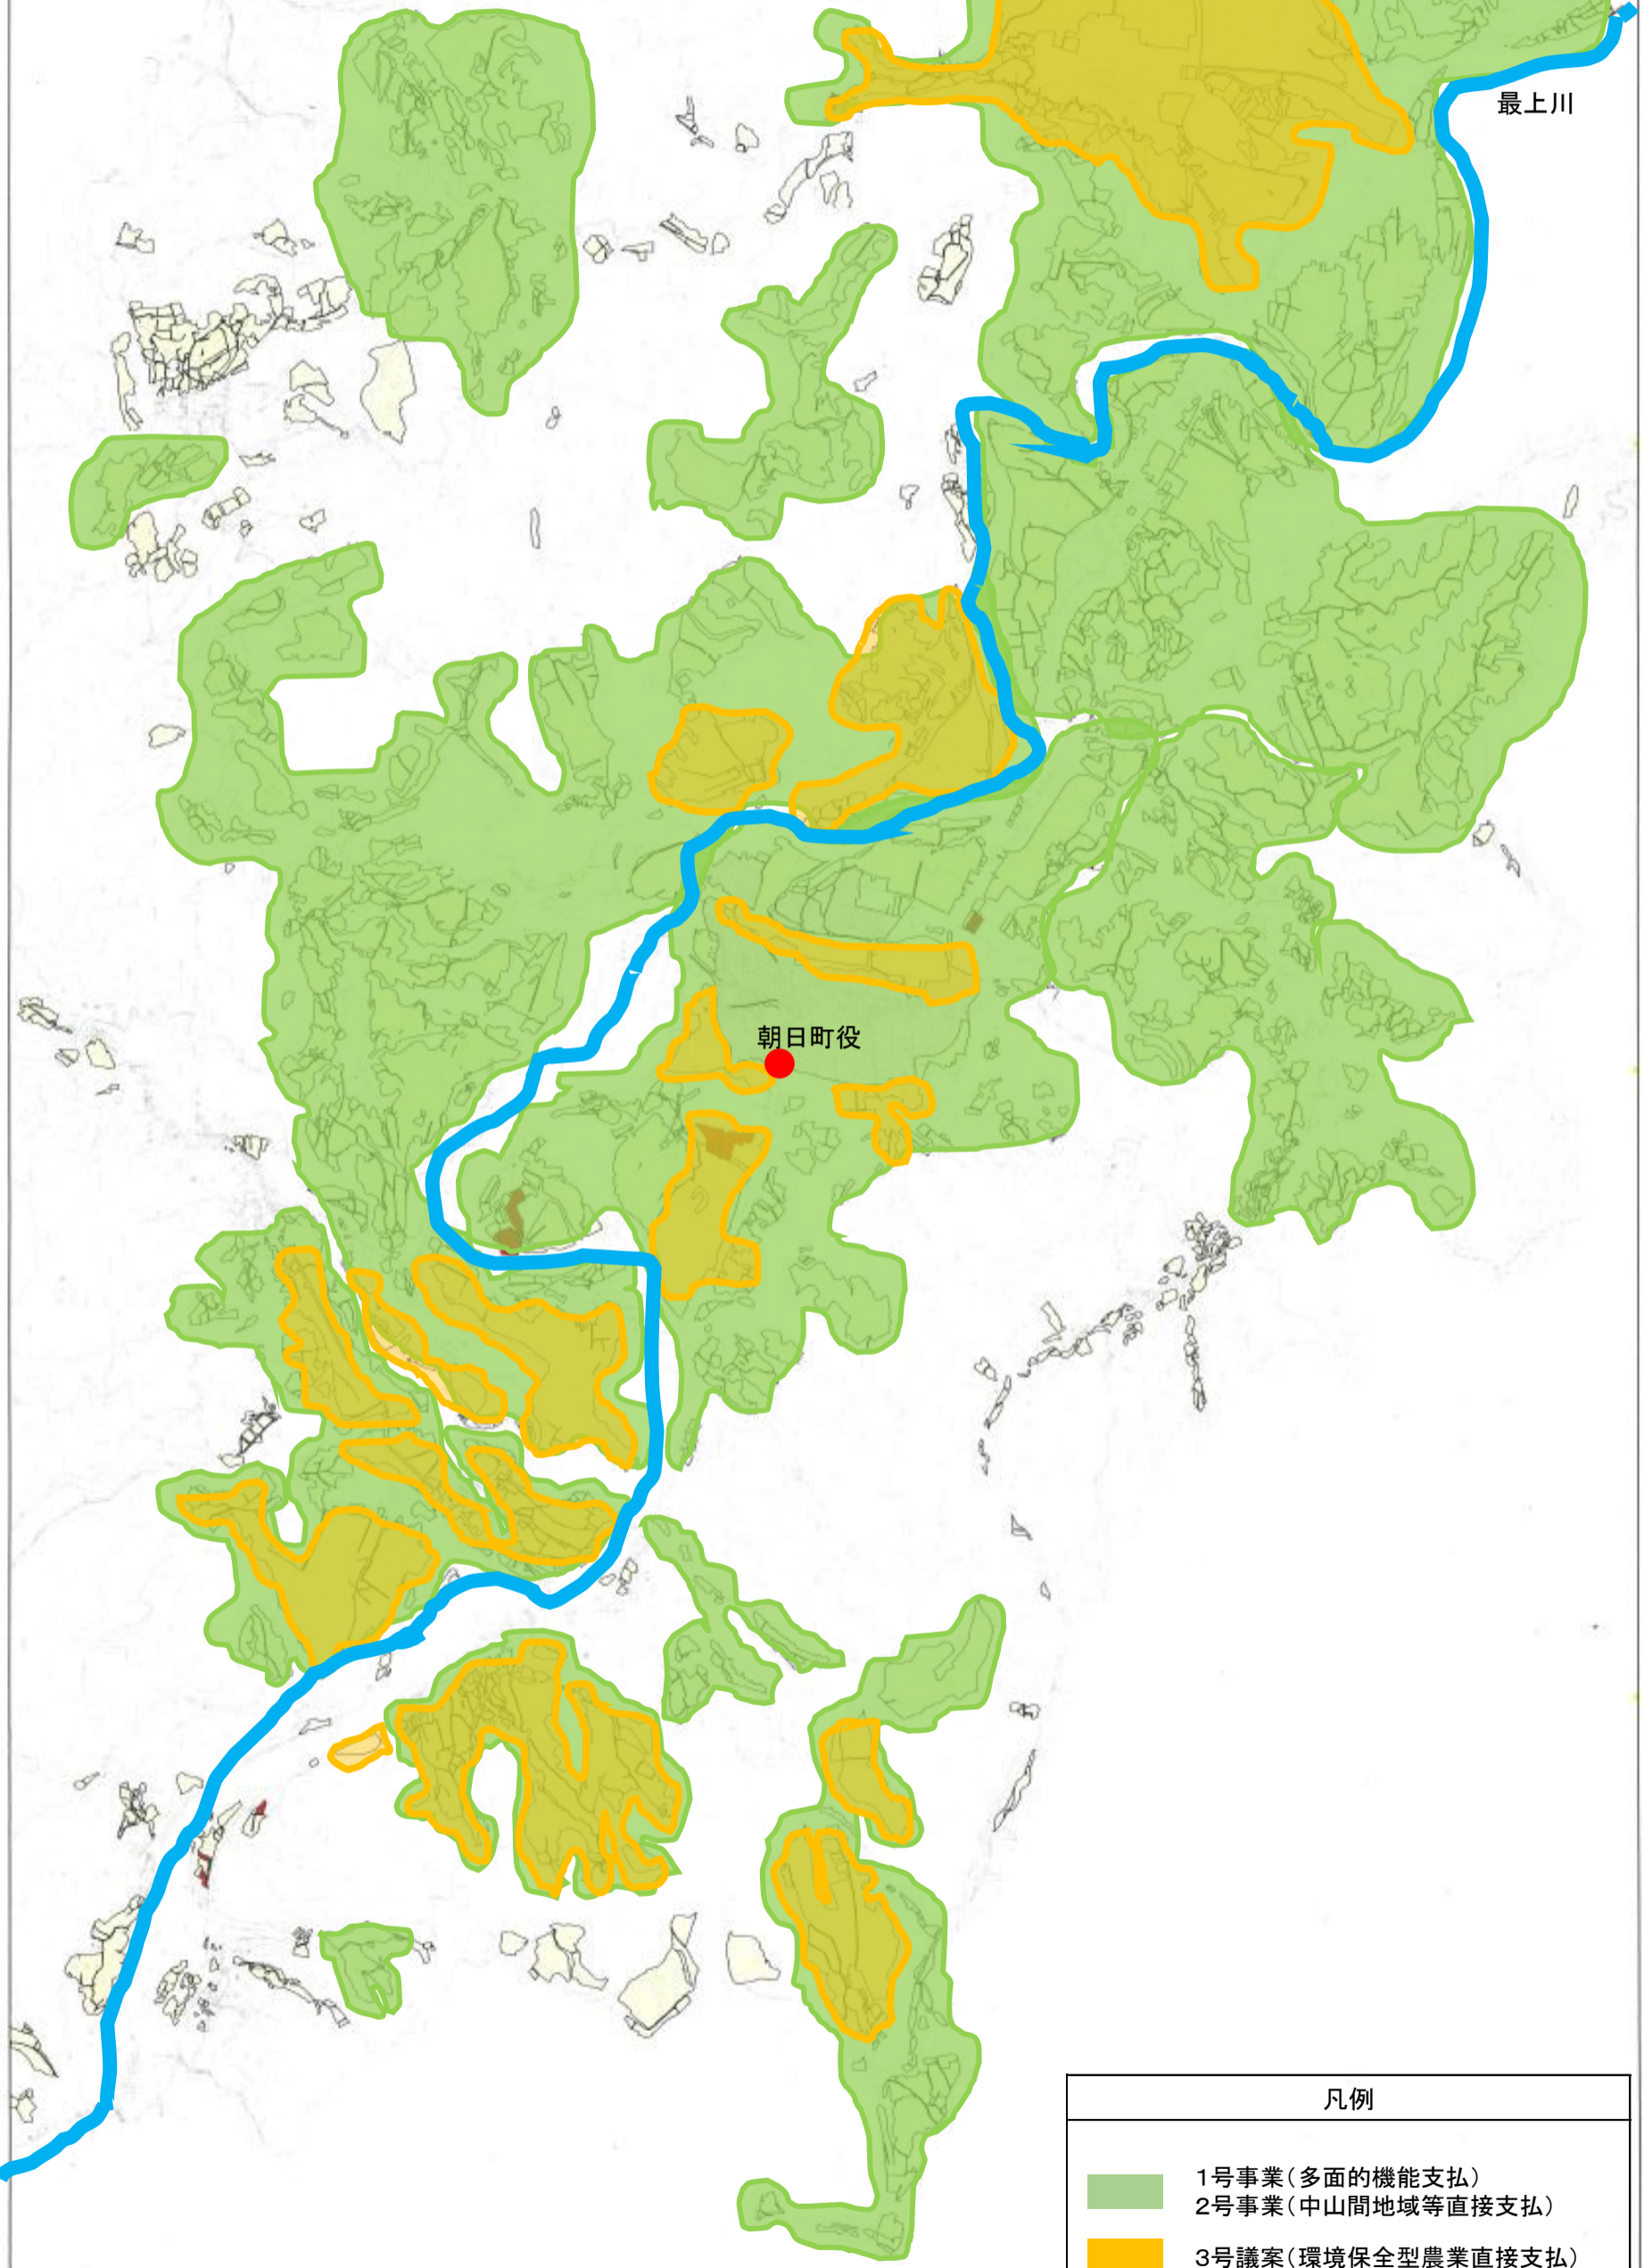 最上川
朝日町役
凡例
1号事業(多面的機能支払)
2号事業(中山間地域等直接支払)
3号議案(環境保全型農業直接支払)